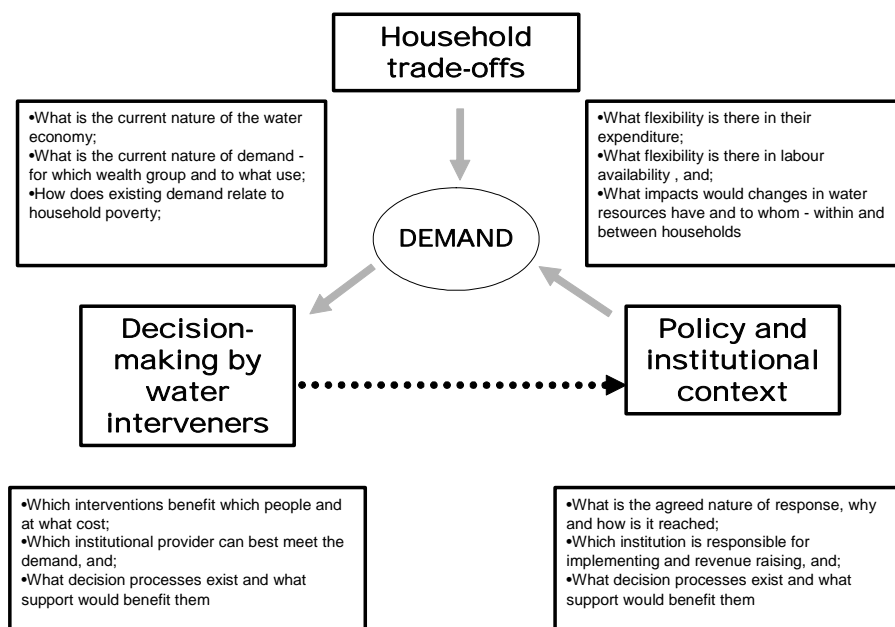 Household
trade-offs
•What is the current nature of the water
economy;
•What is the current nature of demand -
for which wealth group and to what use;
•How does existing demand relate to
household poverty;
•What flexibility is there in their
expenditure;
•What flexibility is there in labour
availability , and;
•What impacts would changes in water
resources have and to whom - within and
between households
DEMAND
Decision-
making by
water
interveners
Policy and
institutional
context
•Which interventions benefit which people and
at what cost;
•Which institutional provider can best meet the
demand, and;
•What decision processes exist and what
support would benefit them
•What is the agreed nature of response, why
and how is it reached;
•Which institution is responsible for
implementing and revenue raising, and;
•What decision processes exist and what
support would benefit them